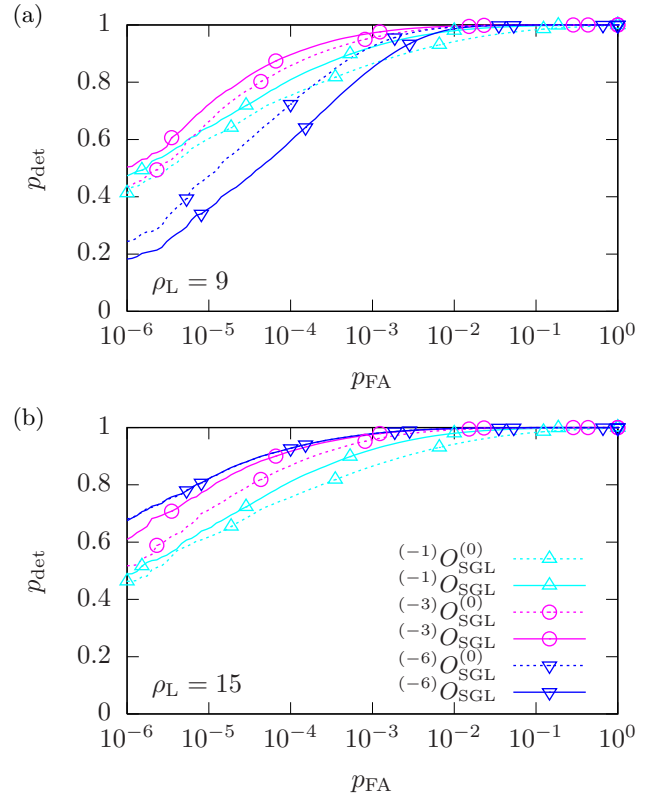 (a)
1
0.8
0.6
0.4
0.2
0
p_det
ρ_L = 9
10^−6 10^−5 10^−4 10^−3 10^−2 10^−1 10^0
p_FA
(b)
1
0.8
0.6
0.4
0.2
0
p_det
^(−1)O_SGL^(0)
^(−1)O_SGL
^(−3)O_SGL^(0)
^(−3)O_SGL
^(−6)O_SGL^(0)
^(−6)O_SGL
ρ_L = 15
10^−6 10^−5 10^−4 10^−3 10^−2 10^−1 10^0
p_FA